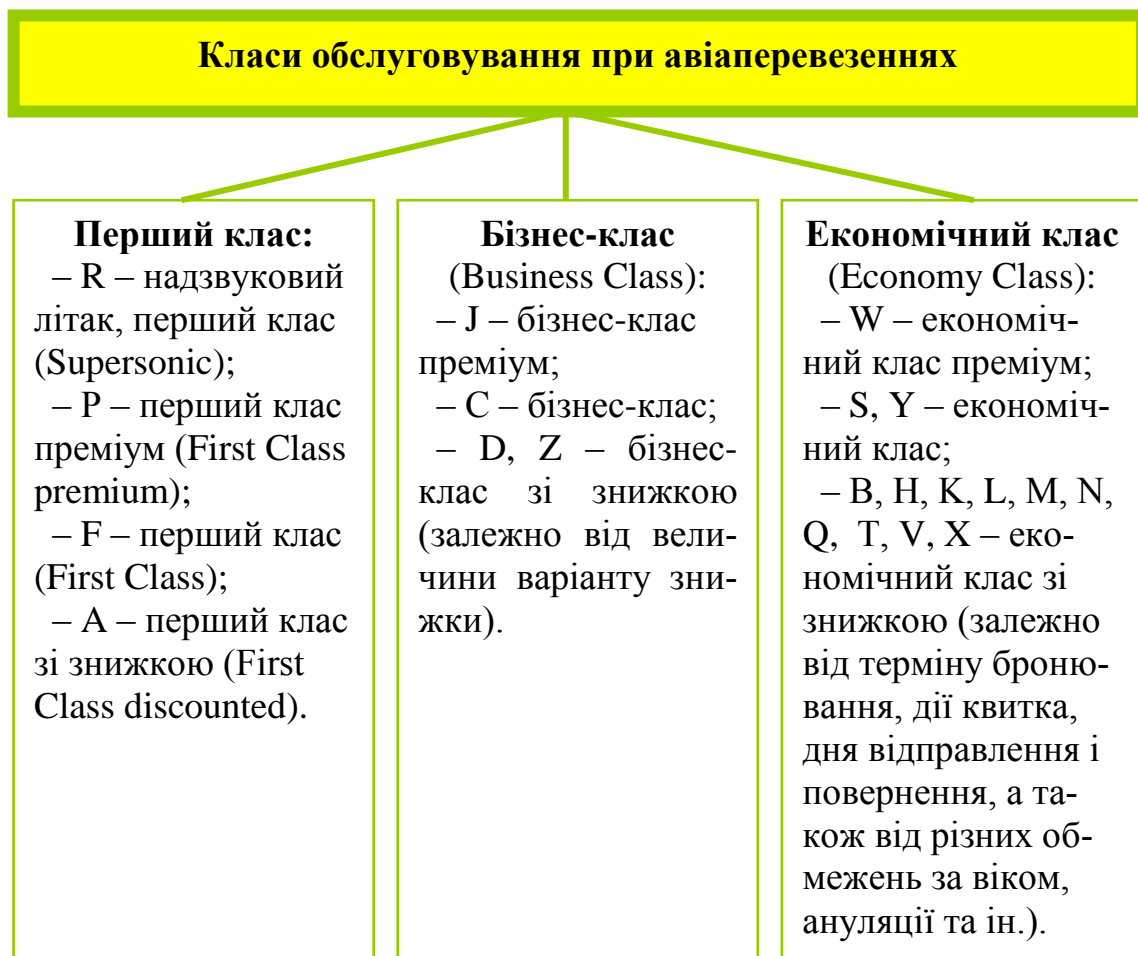 Класи обслуговування при авіаперевезеннях
Перший клас:
– R – надзвуковий
літак, перший клас
(Supersonic);
– P – перший клас
преміум (First Class
premium);
– F – перший клас
(First Class);
– A – перший клас
зі знижкою (First
Class discounted).
Бізнес-клас
(Business Class):
– J – бізнес-клас
преміум;
– C – бізнес-клас;
– D, Z – бізнес-
клас зі знижкою
(залежно від вели-
чини варіанту зни-
жки).
Економічний клас
(Economy Class):
– W – економіч-
ний клас преміум;
– S, Y – економіч-
ний клас;
– B, H, K, L, M, N,
Q, T, V, X – еко-
номічний клас зі
знижкою (залежно
від терміну броню-
вання, дії квитка,
дня відправлення і
повернення, а та-
кож від різних об-
межень за віком,
ануляції та ін.).